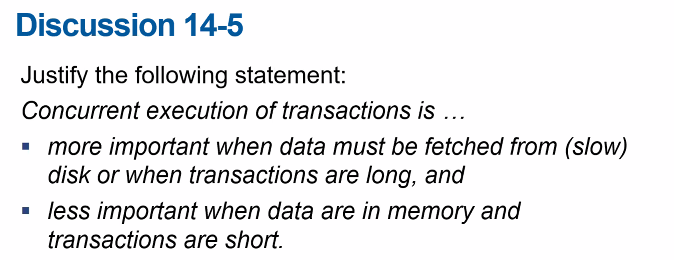 Discussion 14-5
Justify the following statement:
Concurrent execution of transactions is …
▪ more important when data must be fetched from (slow)
disk or when transactions are long, and
▪ less important when data are in memory and
transactions are short.